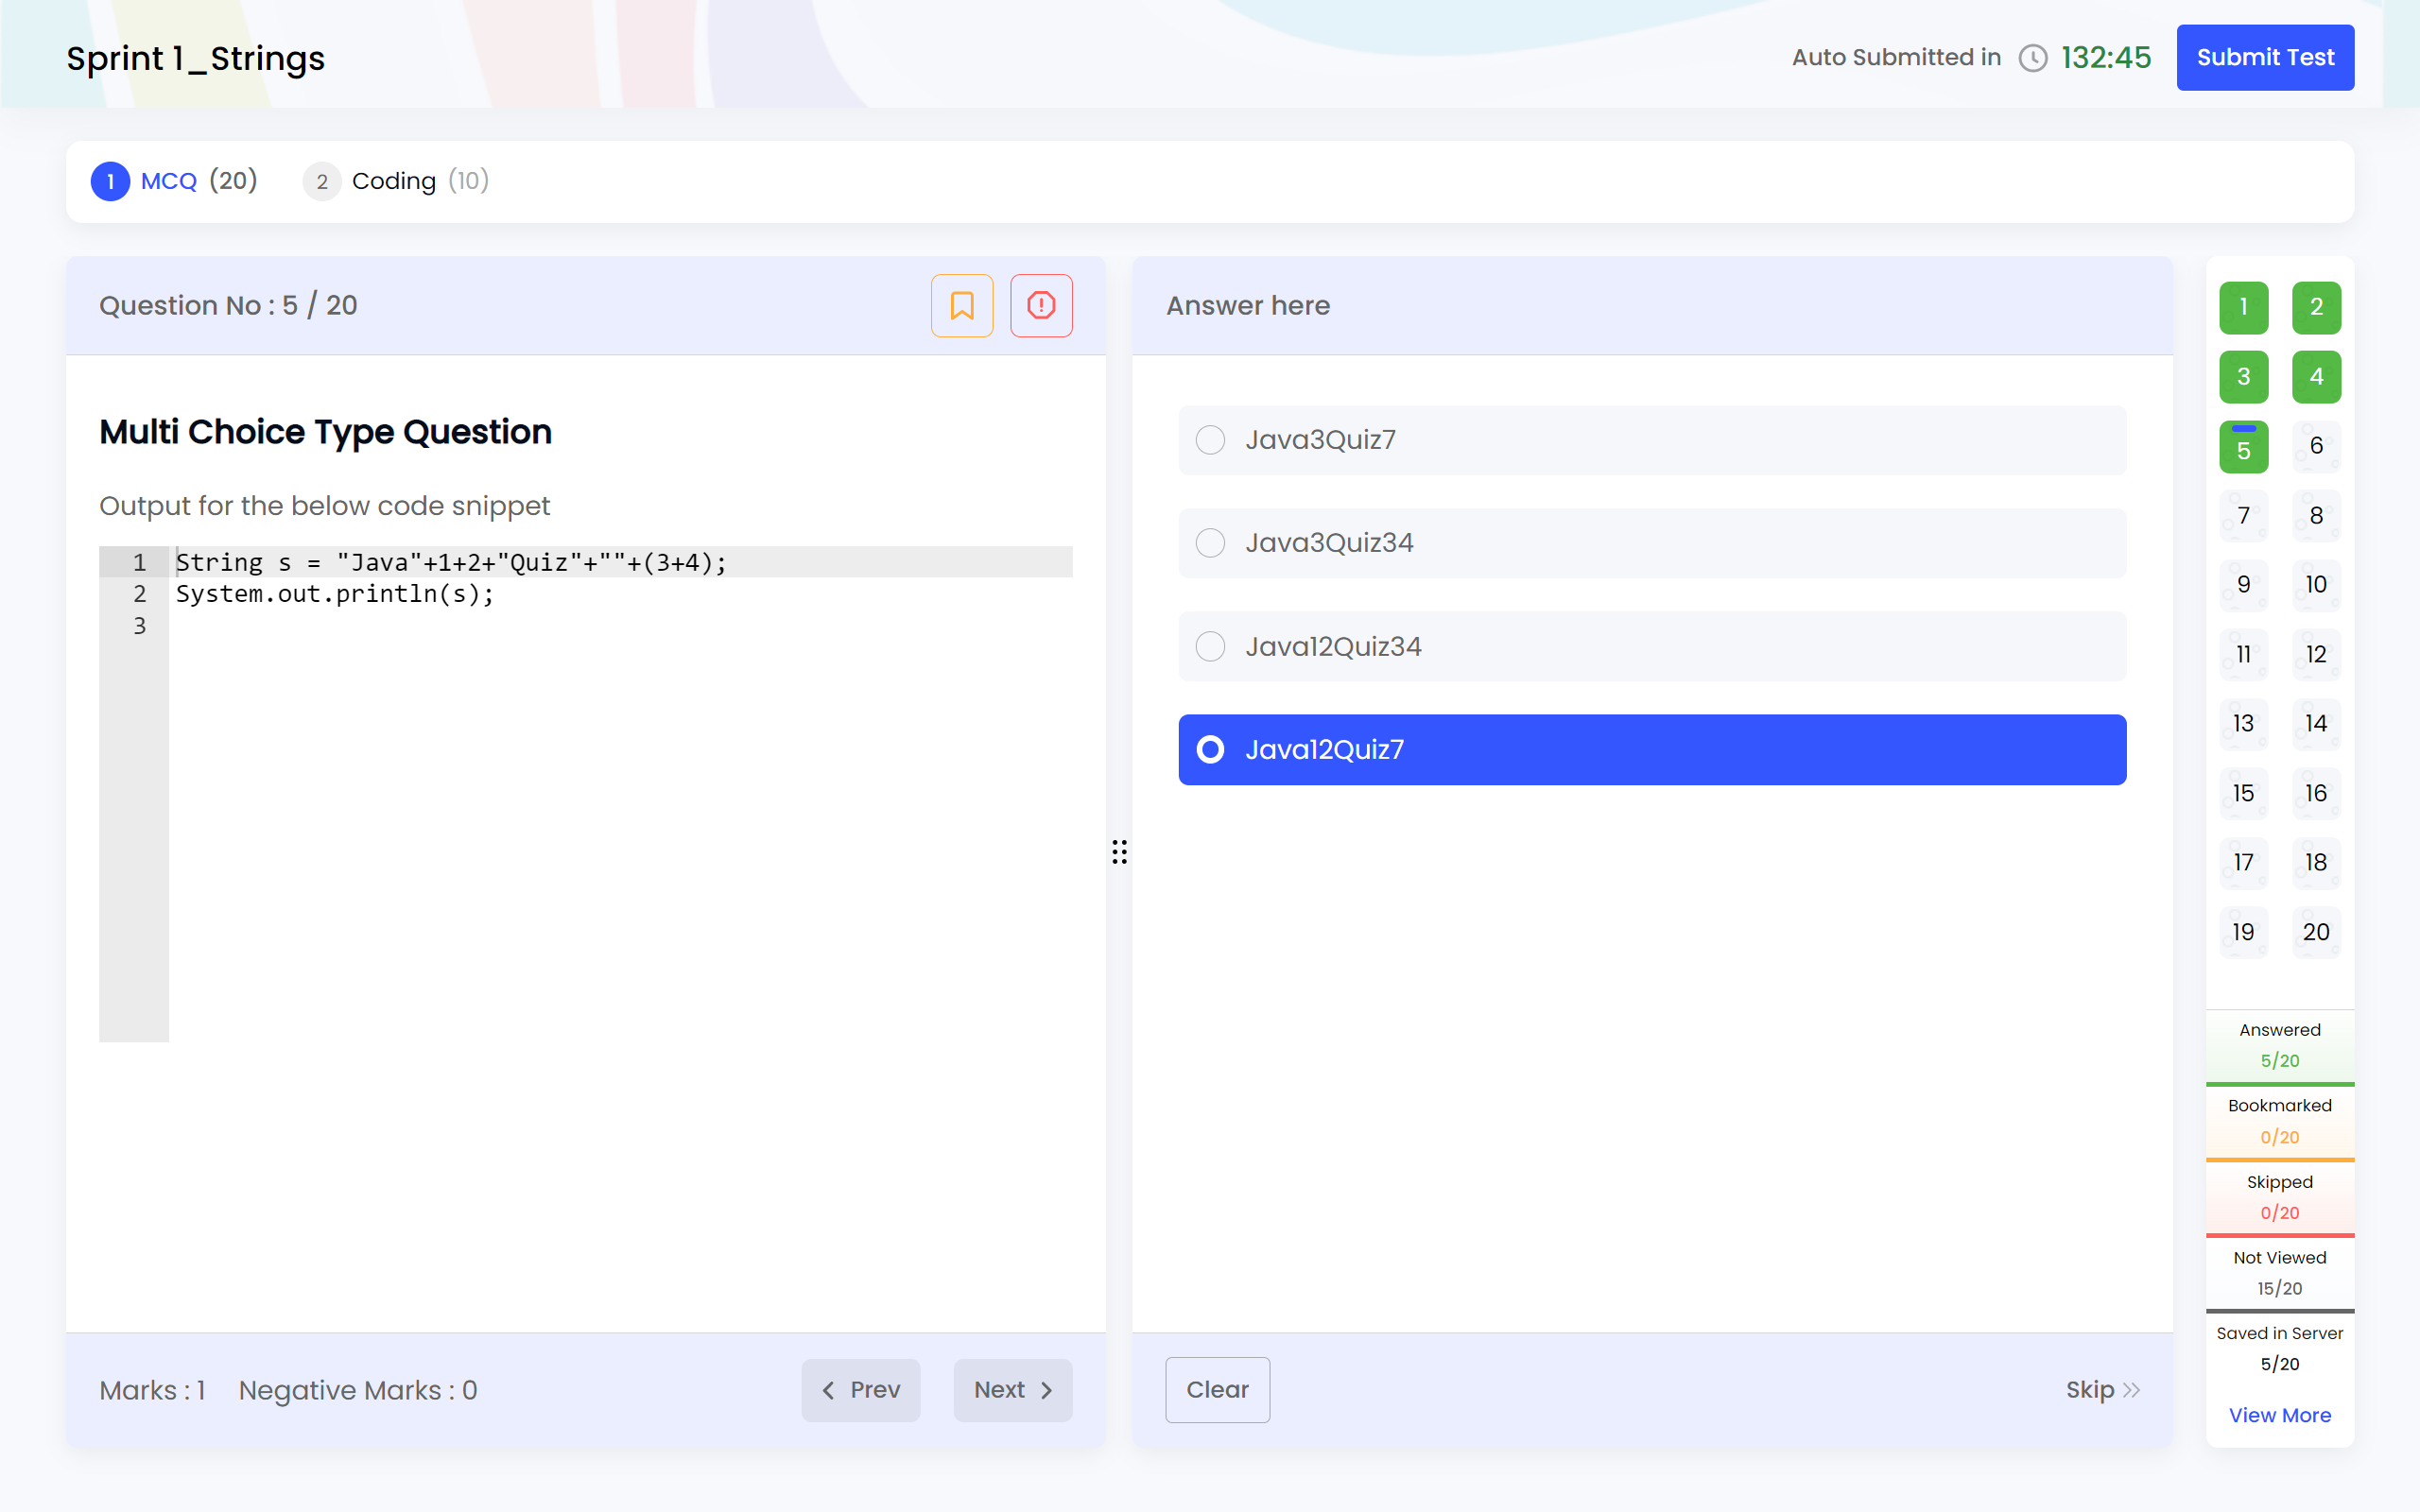 Sprint 1_Strings
Auto Submitted in 132:45 Submit Test
1 MCQ (20) 2 Coding (10)
Question No : 5 / 20
Multi Choice Type Question
Output for the below code snippet
1 String s = "Java"+1+2+"Quiz"+""+(3+4);
2 System.out.println(s);
3
Marks : 1 Negative Marks : 0 Prev Next
Answer here
Java3Quiz7
Java3Quiz34
Java12Quiz34
Java12Quiz7
Clear Skip
1 2
3 4
5 6
7 8
9 10
11 12
13 14
15 16
17 18
19 20
Answered
5/20
Bookmarked
0/20
Skipped
0/20
Not Viewed
15/20
Saved in Server
5/20
View More